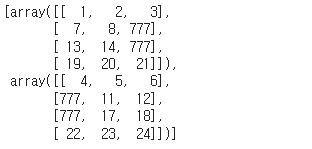 [array([[  1,   2,   3],
       [  7,   8, 777],
       [ 13,  14, 777],
       [ 19,  20,  21]]),
 array([[  4,   5,   6],
       [777,  11,  12],
       [777,  17,  18],
       [ 22,  23,  24]])]